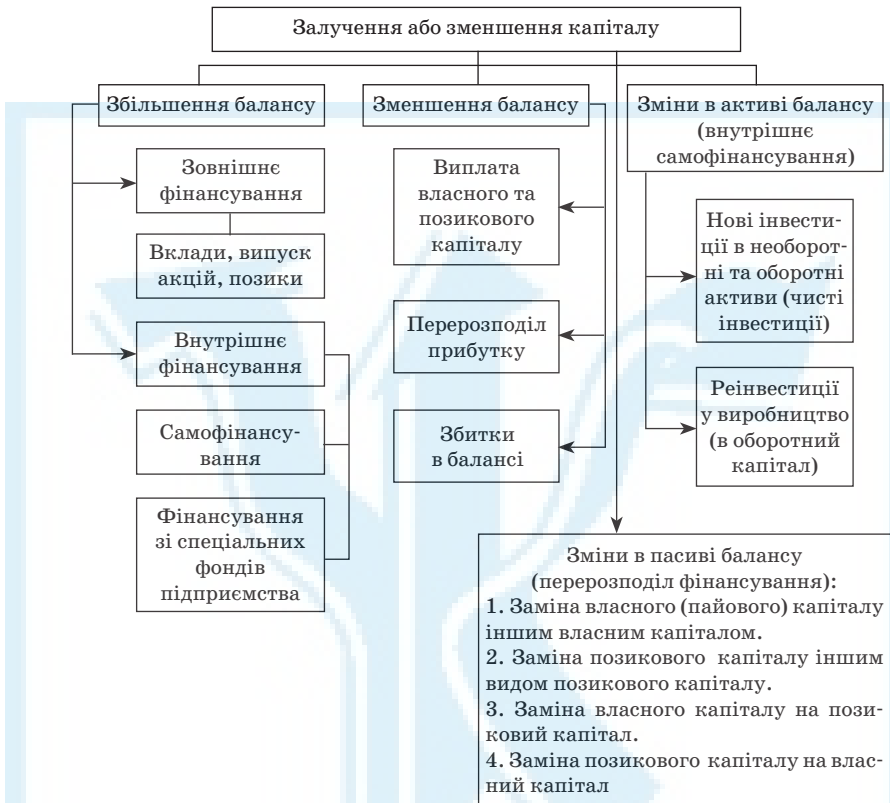 Залучення або зменшення капіталу
Збільшення балансу
Зовнішнє
фінансування
Вклади, випуск
акцій, позики
Внутрішнє
фінансування
Самофінансу-
вання
Фінансування
зі спеціальних
фондів
підприємства
Зменшення балансу
Виплата
власного та
позикового
капіталу
Перерозподіл
прибутку
Збитки
в балансі
Зміни в активі балансу
(внутрішнє
самофінансування)
Нові інвести-
ції в необорот-
ні та оборотні
активи (чисті
інвестиції)
Реінвестиції
у виробництво
(в оборотний
капітал)
Зміни в пасиві балансу
(перерозподіл фінансування):
1. Заміна власного (пайового) капіталу
іншим власним капіталом.
2. Заміна позикового капіталу іншим
видом позикового капіталу.
3. Заміна власного капіталу на пози-
ковий капітал.
4. Заміна позикового капіталу на влас-
ний капітал